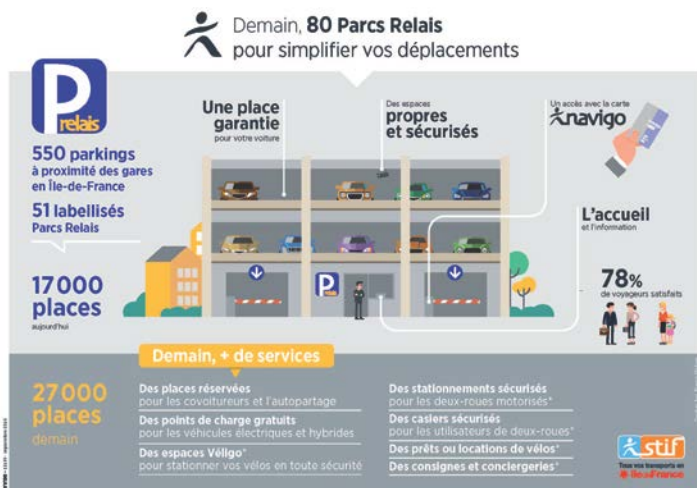 Demain, 80 Parcs Relais
pour simplifier vos déplacements
P
relais
550 parkings
à proximité des gares
en Île-de-France
51 labellisés
Parcs Relais
17000
places
aujourd'hui
Une place
garantie
pour votre voiture
Des espaces
propres
et sécurisés
Un accès avec la carte
navigo
L'accueil
et l'information
78%
de voyageurs satisfaits
P
relais
Demain, + de services
27000
places
demain
Des places réservées
pour les covoitureurs et l'autopartage
Des points de charge gratuits
pour les véhicules électriques et hybrides
Des espaces Véligo*
pour stationner vos vélos en toute sécurité
Des stationnements sécurisés
pour les deux-roues motorisés*
Des casiers sécurisés
pour les utilisateurs de deux-roues*
Des prêts ou locations de vélos*
Des consignes et conciergeries*
stif
Tous vos transports en
île de France